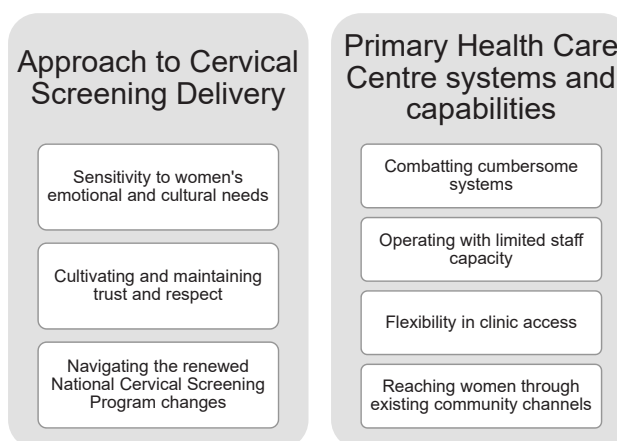 Approach to Cervical
Screening Delivery
Sensitivity to women's
emotional and cultural needs
Cultivating and maintaining
trust and respect
Navigating the renewed
National Cervical Screening
Program changes
Primary Health Care
Centre systems and
capabilities
Combatting cumbersome
systems
Operating with limited staff
capacity
Flexibility in clinic access
Reaching women through
existing community channels